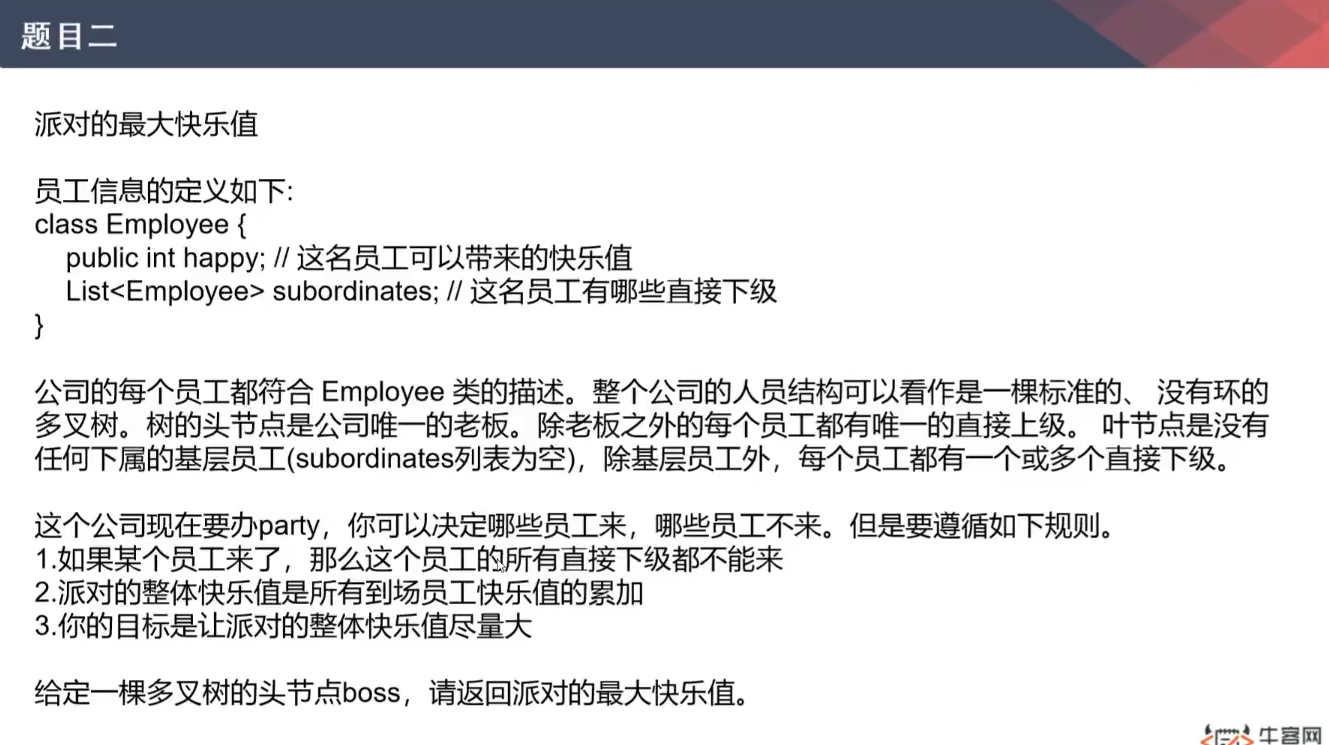 题目二
派对的最大快乐值
员工信息的定义如下:
class Employee {
public int happy; // 这名员工可以带来的快乐值
List<Employee> subordinates; // 这名员工有哪些直接下级
}
公司的每个员工都符合 Employee 类的描述。整个公司的人员结构可以看作是一棵标准的、 没有环的
多叉树。树的头节点是公司唯一的老板。除老板之外的每个员工都有唯一的直接上级。 叶节点是没有
任何下属的基层员工(subordinates列表为空)，除基层员工外，每个员工都有一个或多个直接下级。
这个公司现在要办party，你可以决定哪些员工来，哪些员工不来。但是要遵循如下规则。
1.如果某个员工来了，那么这个员工的所有直接下级都不能来
2.派对的整体快乐值是所有到场员工快乐值的累加
3.你的目标是让派对的整体快乐值尽量大
给定一棵多叉树的头节点boss，请返回派对的最大快乐值。
牛客网